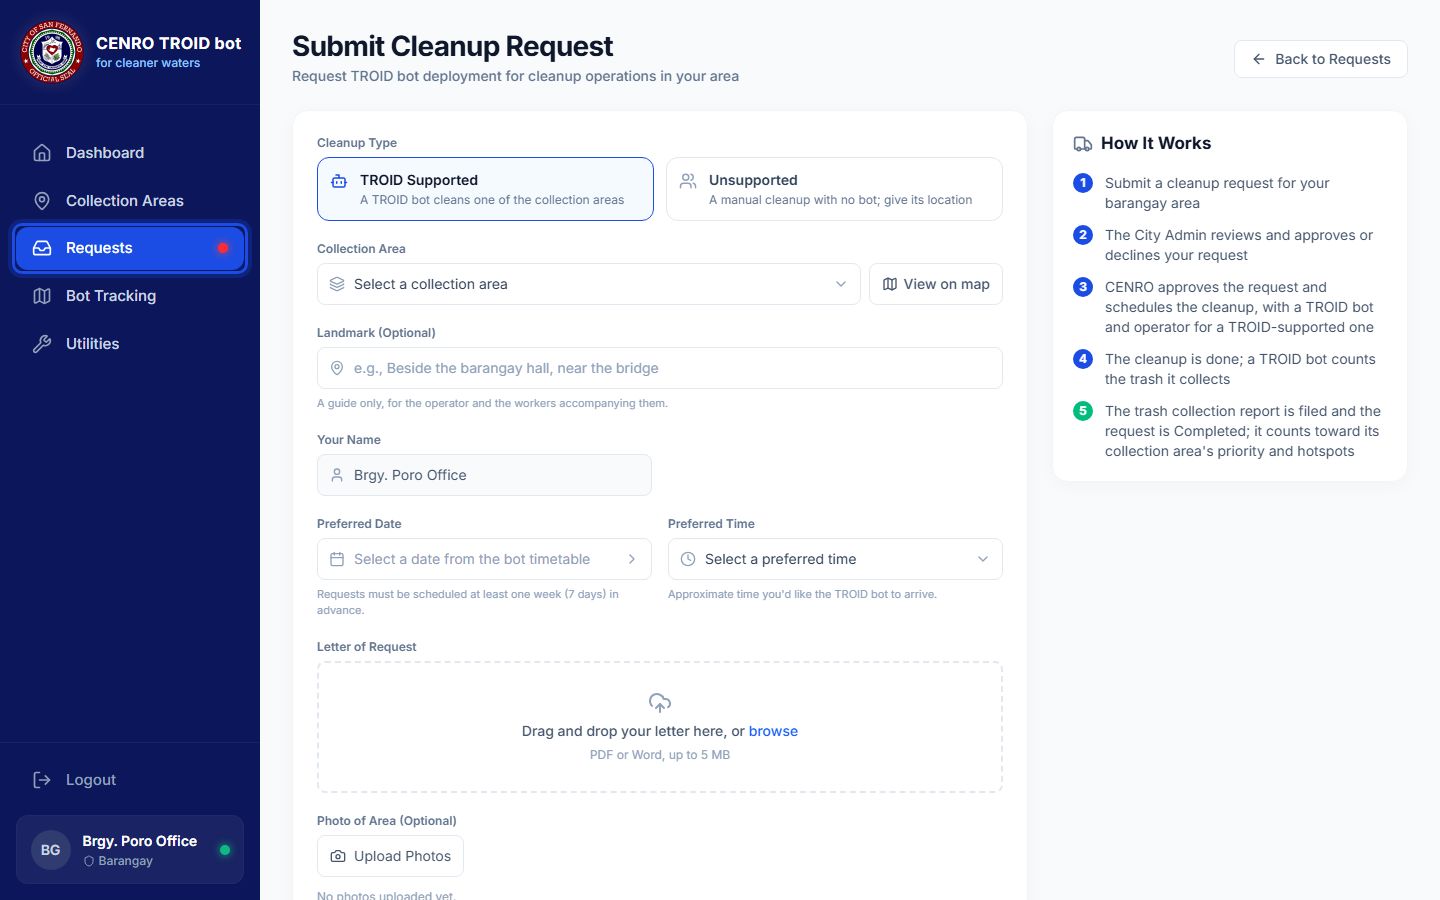 CITY OF SAN FERNANDO
OFFICIAL SEAL
CENRO TROID bot
for cleaner waters
Dashboard
Collection Areas
Requests
Bot Tracking
Utilities
Logout
BG
Brgy. Poro Office
Barangay
Submit Cleanup Request
Request TROID bot deployment for cleanup operations in your area
Back to Requests
Cleanup Type
TROID Supported
A TROID bot cleans one of the collection areas
Unsupported
A manual cleanup with no bot; give its location
Collection Area
Select a collection area
View on map
Landmark (Optional)
e.g., Beside the barangay hall, near the bridge
A guide only, for the operator and the workers accompanying them.
Your Name
Brgy. Poro Office
Preferred Date
Select a date from the bot timetable
Requests must be scheduled at least one week (7 days) in
advance.
Preferred Time
Select a preferred time
Approximate time you'd like the TROID bot to arrive.
Letter of Request
Drag and drop your letter here, or browse
PDF or Word, up to 5 MB
Photo of Area (Optional)
Upload Photos
No photos uploaded yet.
How It Works
1 Submit a cleanup request for your
barangay area
2 The City Admin reviews and approves or
declines your request
3 CENRO approves the request and
schedules the cleanup, with a TROID bot
and operator for a TROID-supported one
4 The cleanup is done; a TROID bot counts
the trash it collects
5 The trash collection report is filed and the
request is Completed; it counts toward its
collection area's priority and hotspots